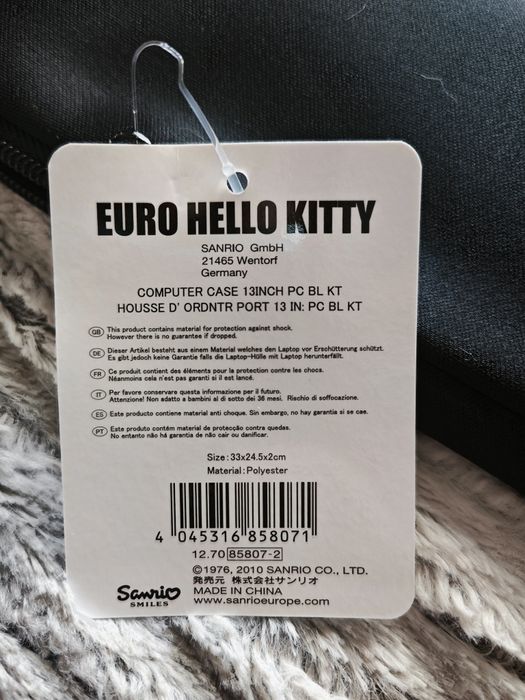 EURO HELLO KITTY
SANRIO GmbH
21465 Wentorf
Germany
COMPUTER CASE 13INCH PC BL KT
HOUSSE D' ORDNTR PORT 13 IN: PC BL KT
GB This product contains material for protection against shock.
However there is no guarantee if dropped.
DE Dieser Artikel besteht aus einem Material welches den Laptop vor Erschütterung schützt.
Es gibt jedoch keine Garantie falls die Laptop-Hülle mit Laptop herunterfällt.
FR Ce produit contient des éléments pour la protection contre les chocs.
Néanmoins cela n'est pas garanti si il est lancé.
IT Per favore conservare questa informazione per il futuro.
Attenzione! Non adatto a bambini al di sotto dei 36 mesi. Rischio di soffocazione.
ES Este producto contiene material anti choque. Sin embargo, no hay garantia si se cae.
PT Este produto contém material de protecção contra quedas.
No entanto não há garantia de não cair ou danificar.
Size:33x24.5x2cm
Material:Polyester
4 045316 858071
12.70 85807-2
©1976, 2010 SANRIO CO., LTD.
発売元 株式会社サンリオ
MADE IN CHINA
www.sanrioeurope.com
Sanrio
SMILES